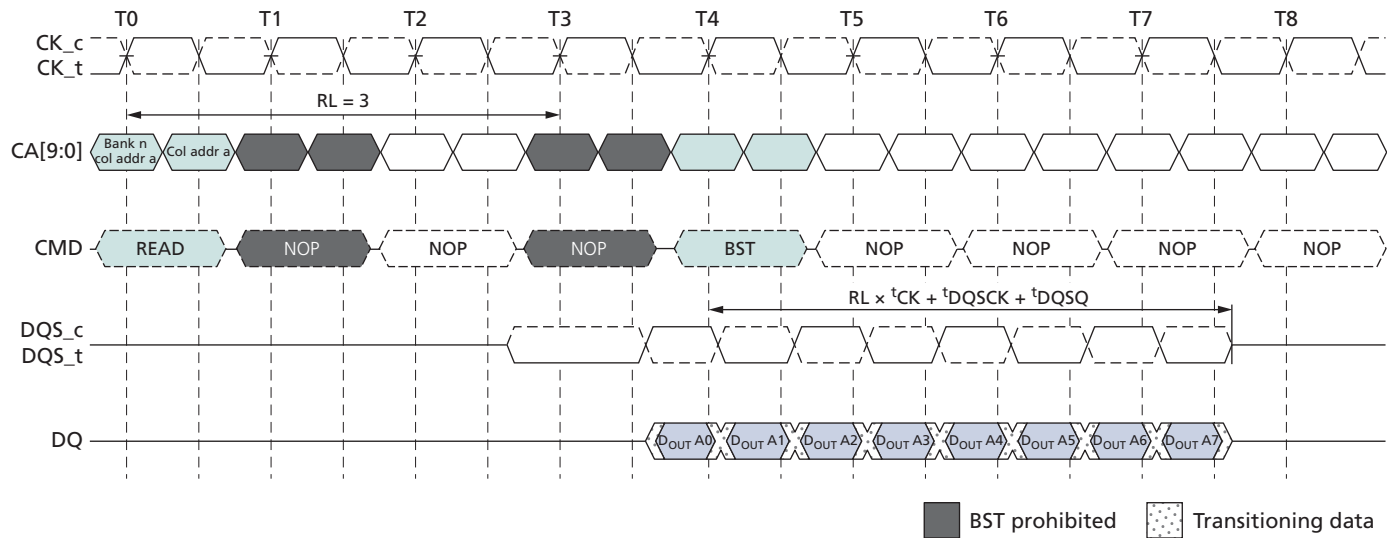 T0 T1 T2 T3 T4 T5 T6 T7 T8
CK_c
CK_t
RL = 3
CA[9:0] Bank n col addr a Col addr a
CMD READ NOP NOP NOP BST NOP NOP NOP NOP
RL × tCK + tDQSCK + tDQSQ
DQS_c
DQS_t
DQ DOUT A0 DOUT A1 DOUT A2 DOUT A3 DOUT A4 DOUT A5 DOUT A6 DOUT A7
BST prohibited Transitioning data